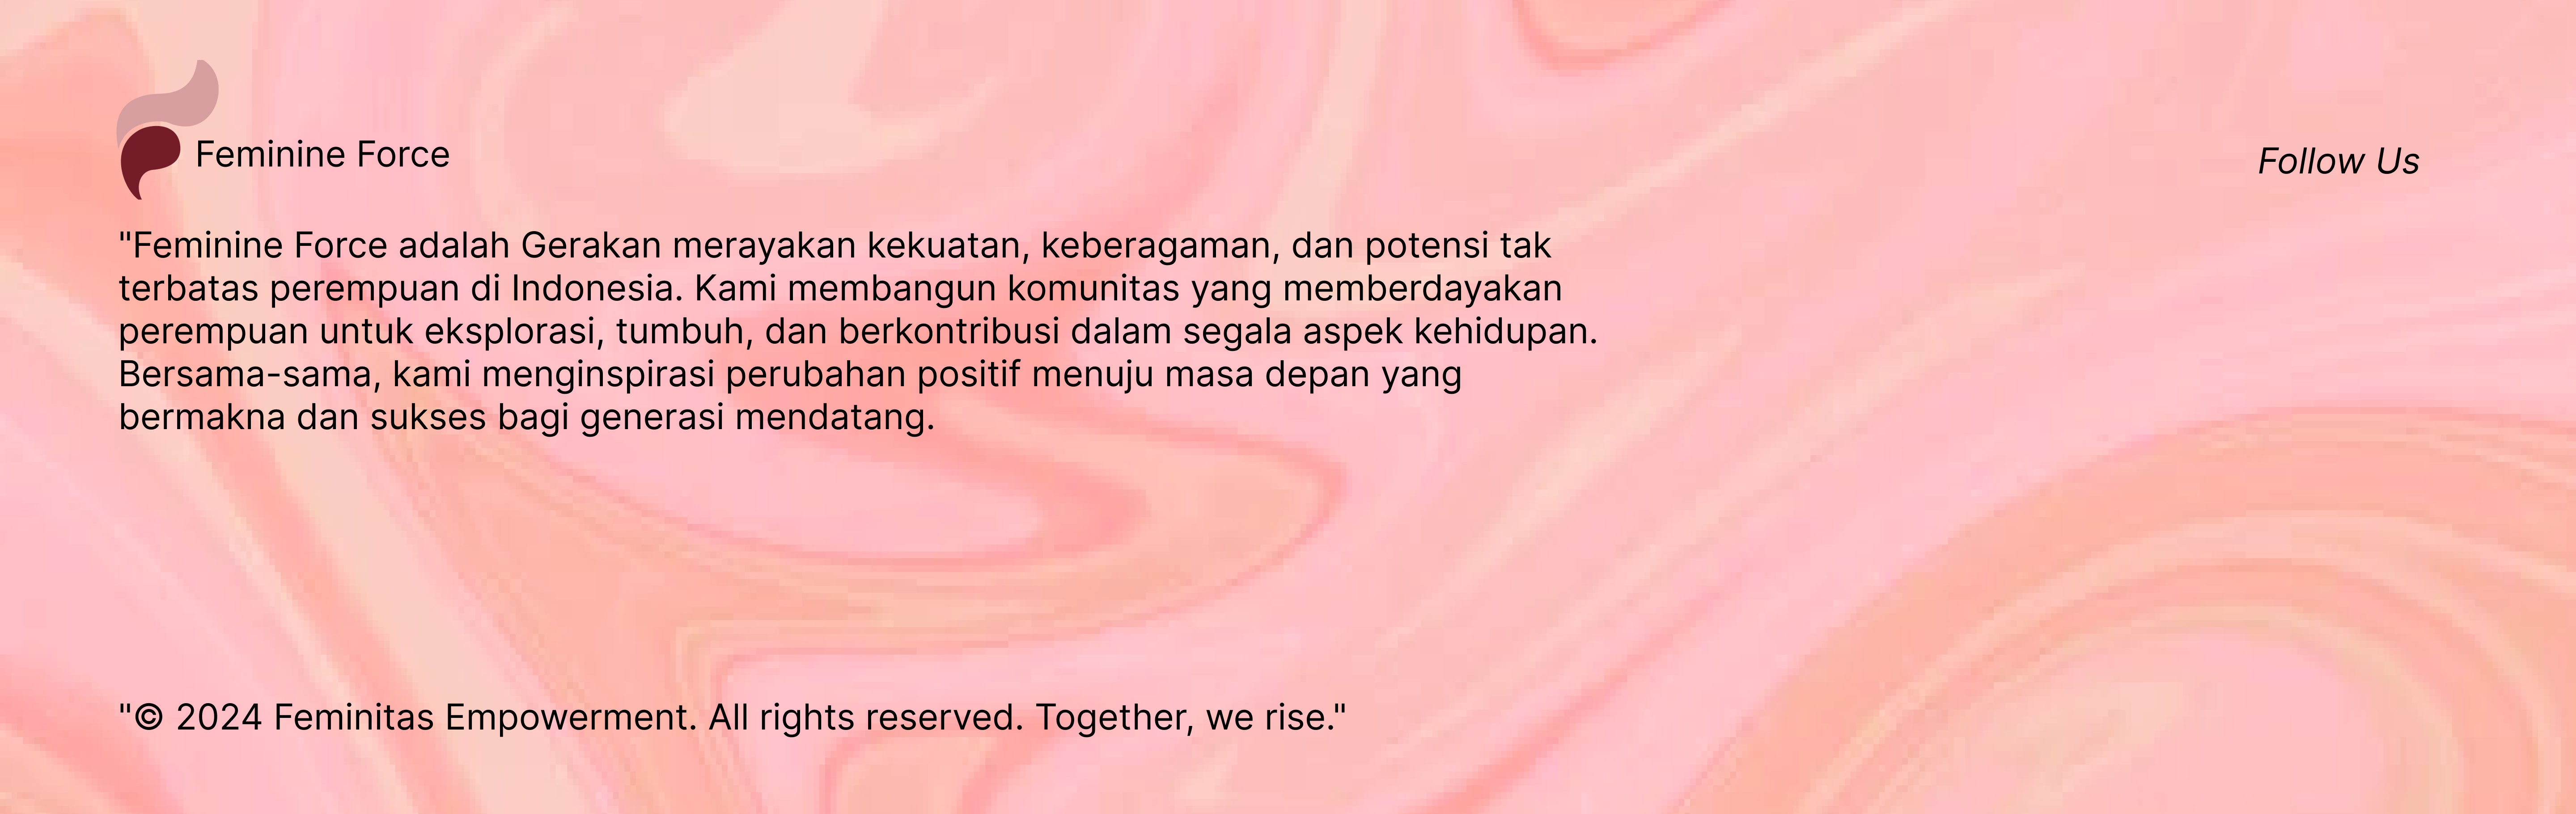 Feminine Force
Follow Us
"Feminine Force adalah Gerakan merayakan kekuatan, keberagaman, dan potensi tak
terbatas perempuan di Indonesia. Kami membangun komunitas yang memberdayakan
perempuan untuk eksplorasi, tumbuh, dan berkontribusi dalam segala aspek kehidupan.
Bersama-sama, kami menginspirasi perubahan positif menuju masa depan yang
bermakna dan sukses bagi generasi mendatang.
"© 2024 Feminitas Empowerment. All rights reserved. Together, we rise."